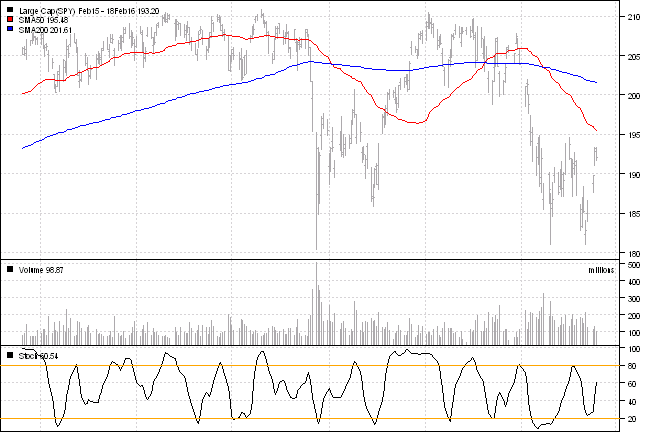 Large Cap(SPY) Feb15 - 18Feb16 193.20
SMA50 195.48
SMA200 201.61
210
205
200
195
190
185
180
Volume 98.87
millions
500
400
300
200
100
Stoch 60.54
100
80
60
40
20